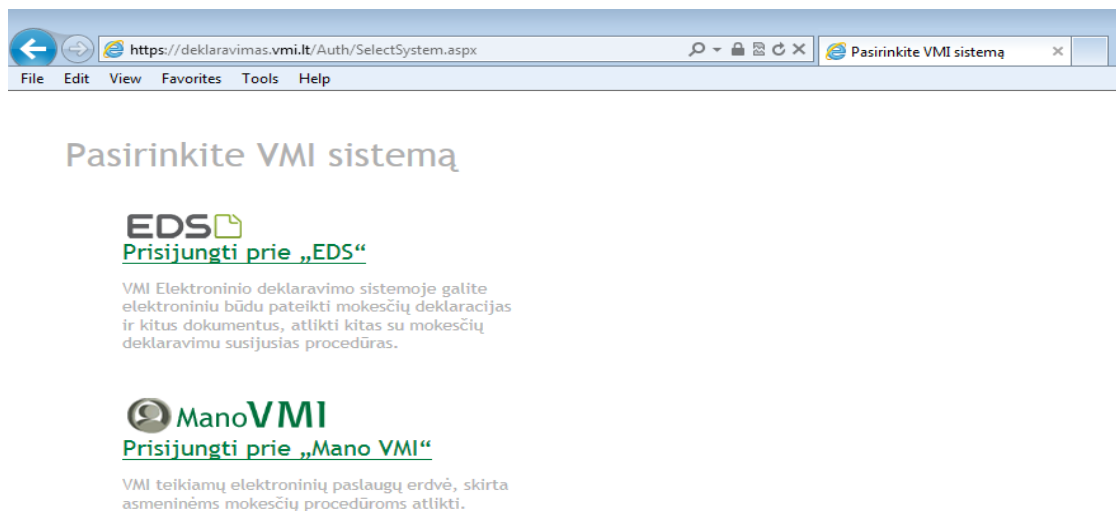 https://deklaravimas.vmi.lt/Auth/SelectSystem.aspx
Pasirinkite VMI sistemą
File Edit View Favorites Tools Help
Pasirinkite VMI sistemą
EDS
Prisijungti prie „EDS“
VMI Elektroninio deklaravimo sistemoje galite
elektroniniu būdu pateikti mokesčių deklaracijas
ir kitus dokumentus, atlikti kitas su mokesčių
deklaravimu susijusias procedūras.
ManoVMI
Prisijungti prie „Mano VMI“
VMI teikiamų elektroninių paslaugų erdvė, skirta
asmeninėms mokesčių procedūroms atlikti.